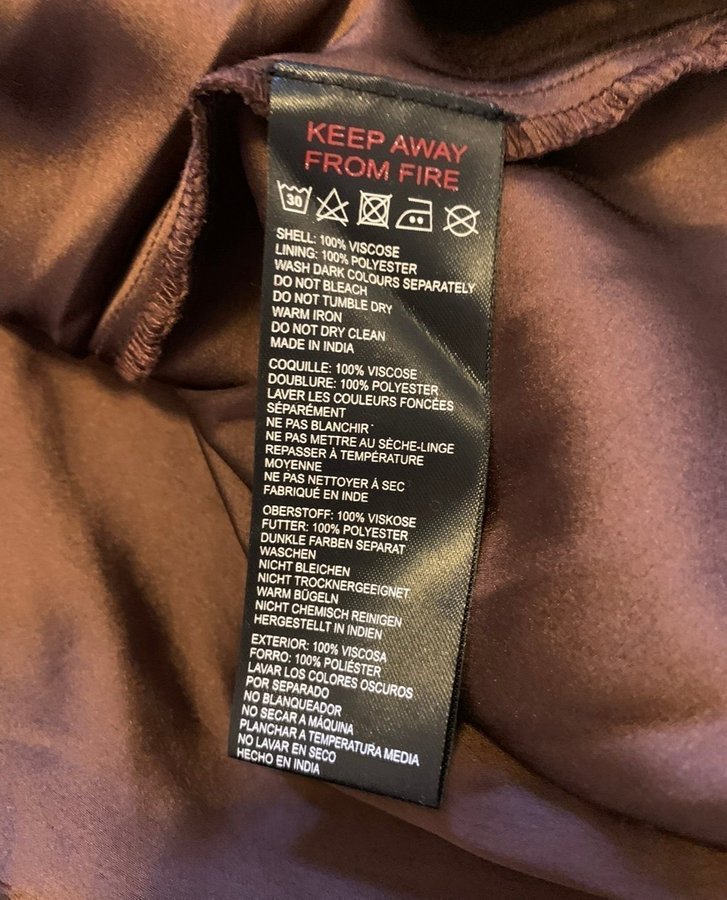 KEEP AWAY
FROM FIRE
30
SHELL: 100% VISCOSE
LINING: 100% POLYESTER
WASH DARK COLOURS SEPARATELY
DO NOT BLEACH
DO NOT TUMBLE DRY
WARM IRON
DO NOT DRY CLEAN
MADE IN INDIA
COQUILLE: 100% VISCOSE
DOUBLURE: 100% POLYESTER
LAVER LES COULEURS FONCÉES
SÉPARÉMENT
NE PAS BLANCHIR
NE PAS METTRE AU SÈCHE-LINGE
REPASSER À TEMPÉRATURE
MOYENNE
NE PAS NETTOYER À SEC
FABRIQUÉ EN INDE
OBERSTOFF: 100% VISKOSE
FUTTER: 100% POLYESTER
DUNKLE FARBEN SEPARAT
WASCHEN
NICHT BLEICHEN
NICHT TROCKNERGEEIGNET
WARM BÜGELN
NICHT CHEMISCH REINIGEN
HERGESTELLT IN INDIEN
EXTERIOR: 100% VISCOSA
FORRO: 100% POLIÉSTER
LAVAR LOS COLORES OSCUROS
POR SEPARADO
NO BLANQUEADOR
NO SECAR A MÁQUINA
PLANCHAR A TEMPERATURA MEDIA
NO LAVAR EN SECO
HECHO EN INDIA